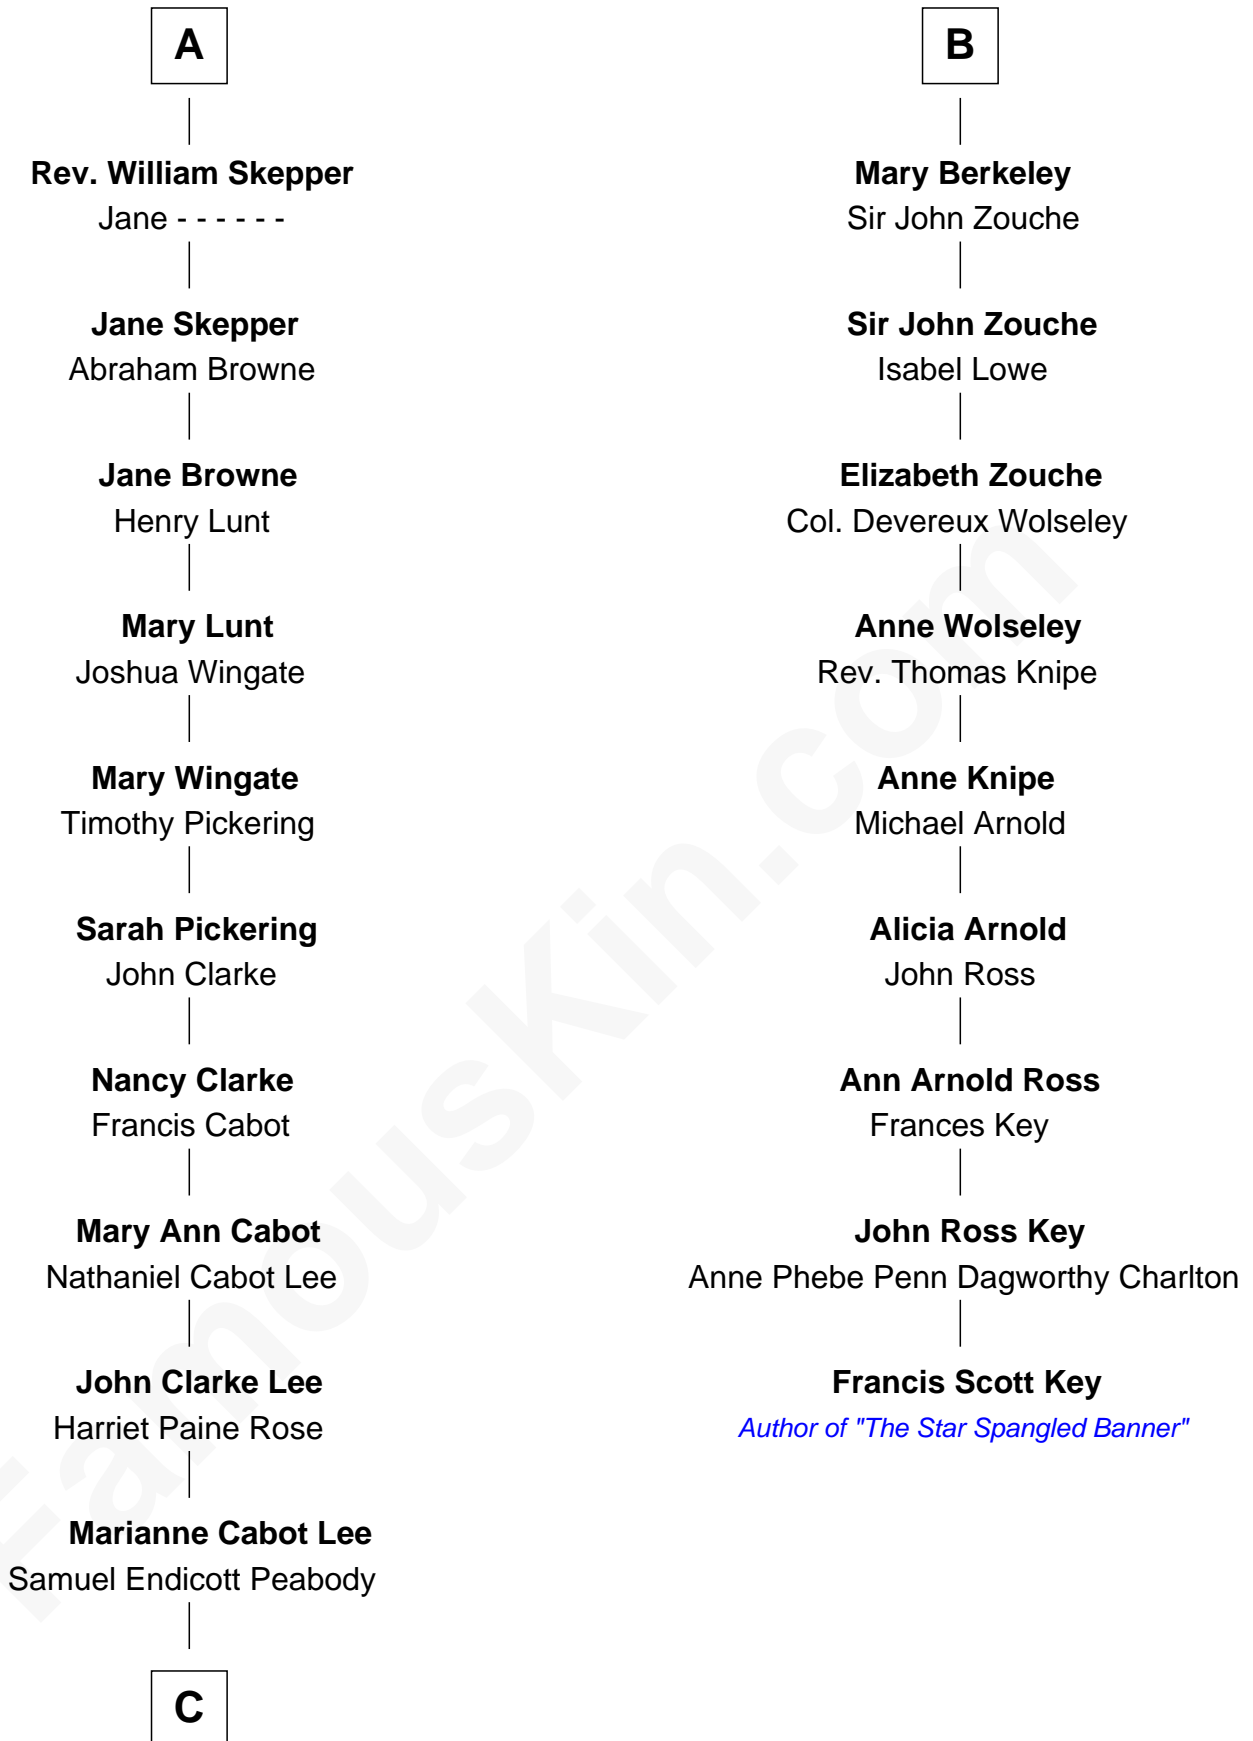 A
Rev. William Skepper
Jane - - - - - -
Jane Skepper
Abraham Browne
Jane Browne
Henry Lunt
Mary Lunt
Joshua Wingate
Mary Wingate
Timothy Pickering
Sarah Pickering
John Clarke
Nancy Clarke
Francis Cabot
Mary Ann Cabot
Nathaniel Cabot Lee
John Clarke Lee
Harriet Paine Rose
Marianne Cabot Lee
Samuel Endicott Peabody
C
B
Mary Berkeley
Sir John Zouche
Sir John Zouche
Isabel Lowe
Elizabeth Zouche
Col. Devereux Wolseley
Anne Wolseley
Rev. Thomas Knipe
Anne Knipe
Michael Arnold
Alicia Arnold
John Ross
Ann Arnold Ross
Frances Key
John Ross Key
Anne Phebe Penn Dagworthy Charlton
Francis Scott Key
Author of "The Star Spangled Banner"
FamousKin.com